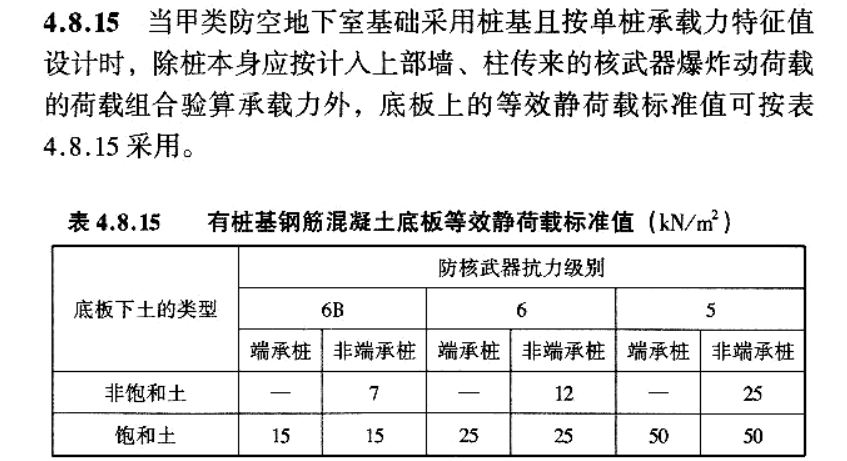 4.8.15 当甲类防空地下室基础采用桩基且按单桩承载力特征值
设计时，除桩本身应按计入上部墙、柱传来的核武器爆炸动荷载
的荷载组合验算承载力外，底板上的等效静荷载标准值可按表
4.8.15 采用。
表 4.8.15 有桩基钢筋混凝土底板等效静荷载标准值（kN/m²）
底板下土的类型 防核武器抗力级别
6B 6 5
端承桩 非端承桩 端承桩 非端承桩 端承桩 非端承桩
非饱和土 — 7 — 12 — 25
饱和土 15 15 25 25 50 50